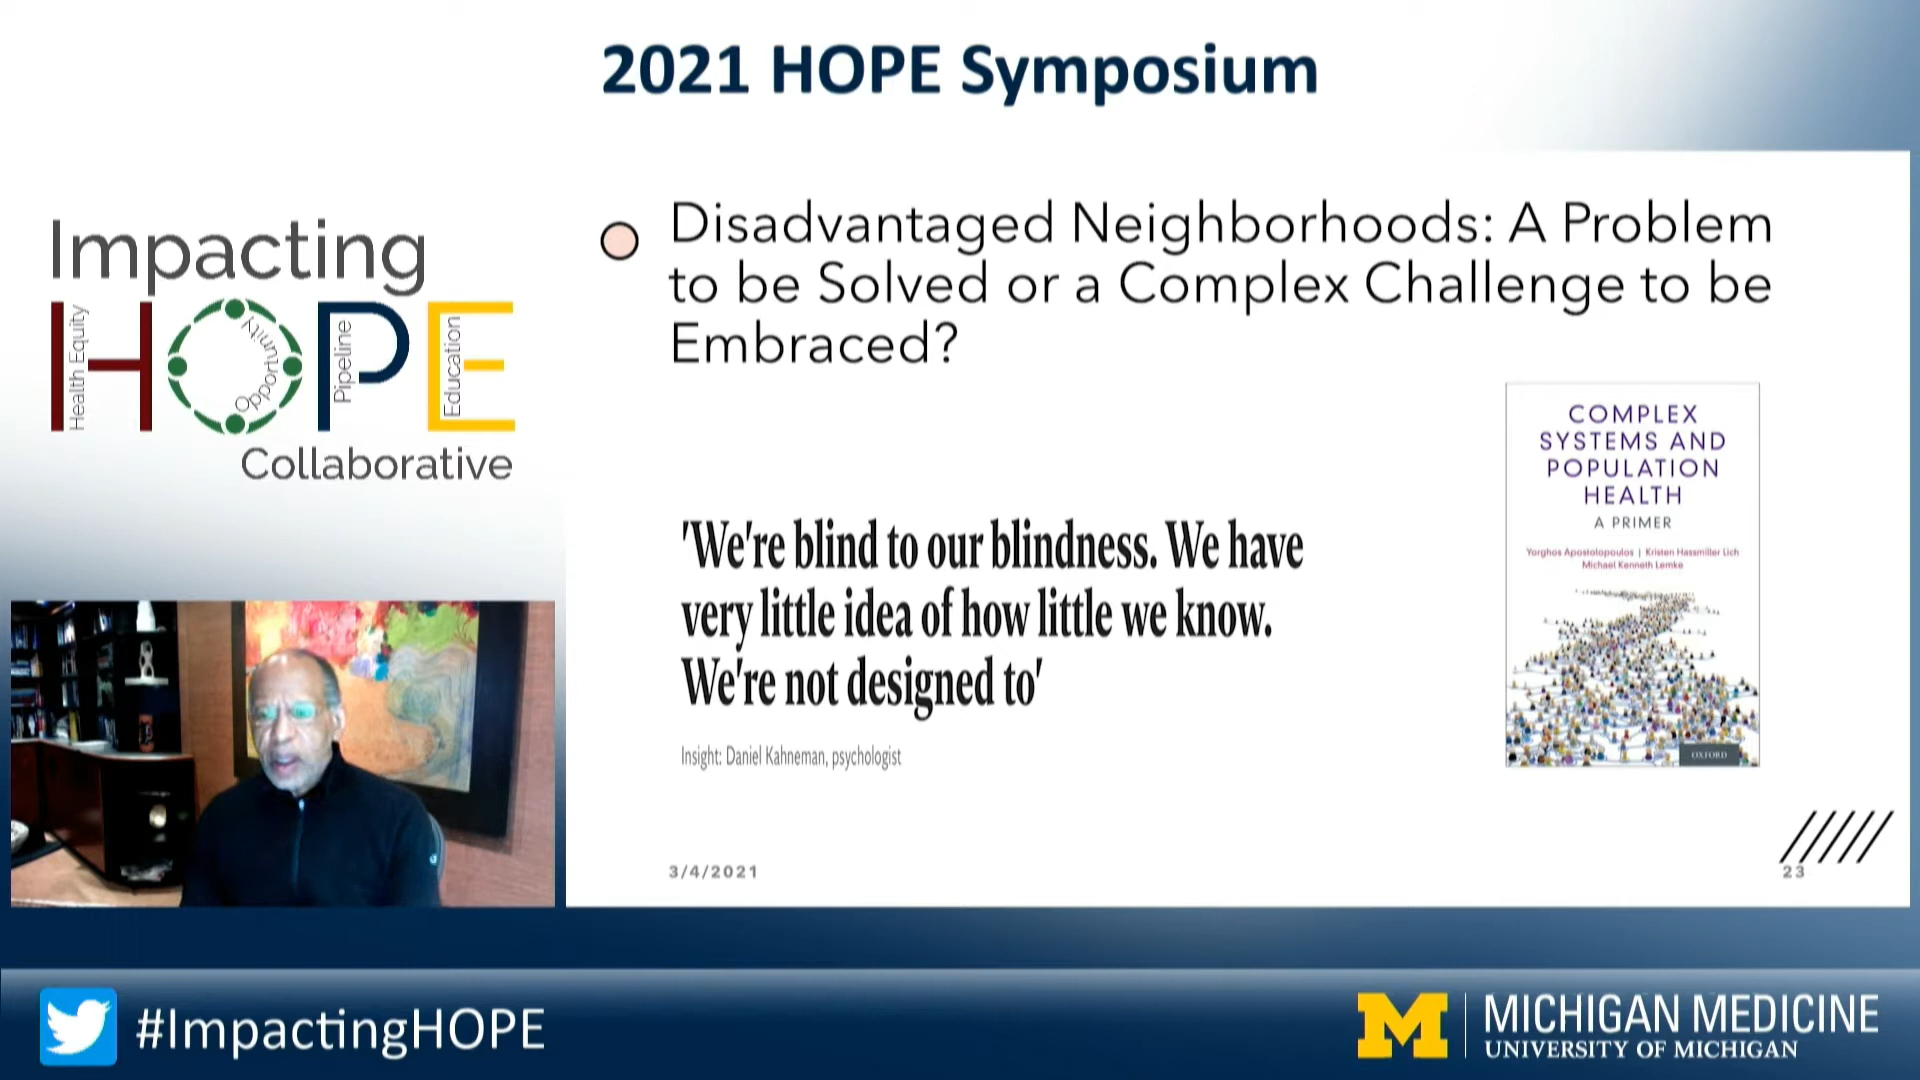 2021 HOPE Symposium
Impacting
HOPE
Health Equity
Opportunity
Pipeline
Education
Collaborative
Disadvantaged Neighborhoods: A Problem
to be Solved or a Complex Challenge to be
Embraced?
'We're blind to our blindness. We have
very little idea of how little we know.
We're not designed to'
Insight: Daniel Kahneman, psychologist
COMPLEX
SYSTEMS AND
POPULATION
HEALTH
A PRIMER
Yorghos Apostolopoulos | Kristen Hassmiller Lich
Michael Kenneth Lemke
OXFORD
3/4/2021
23
#ImpactingHOPE
M
MICHIGAN MEDICINE
UNIVERSITY OF MICHIGAN